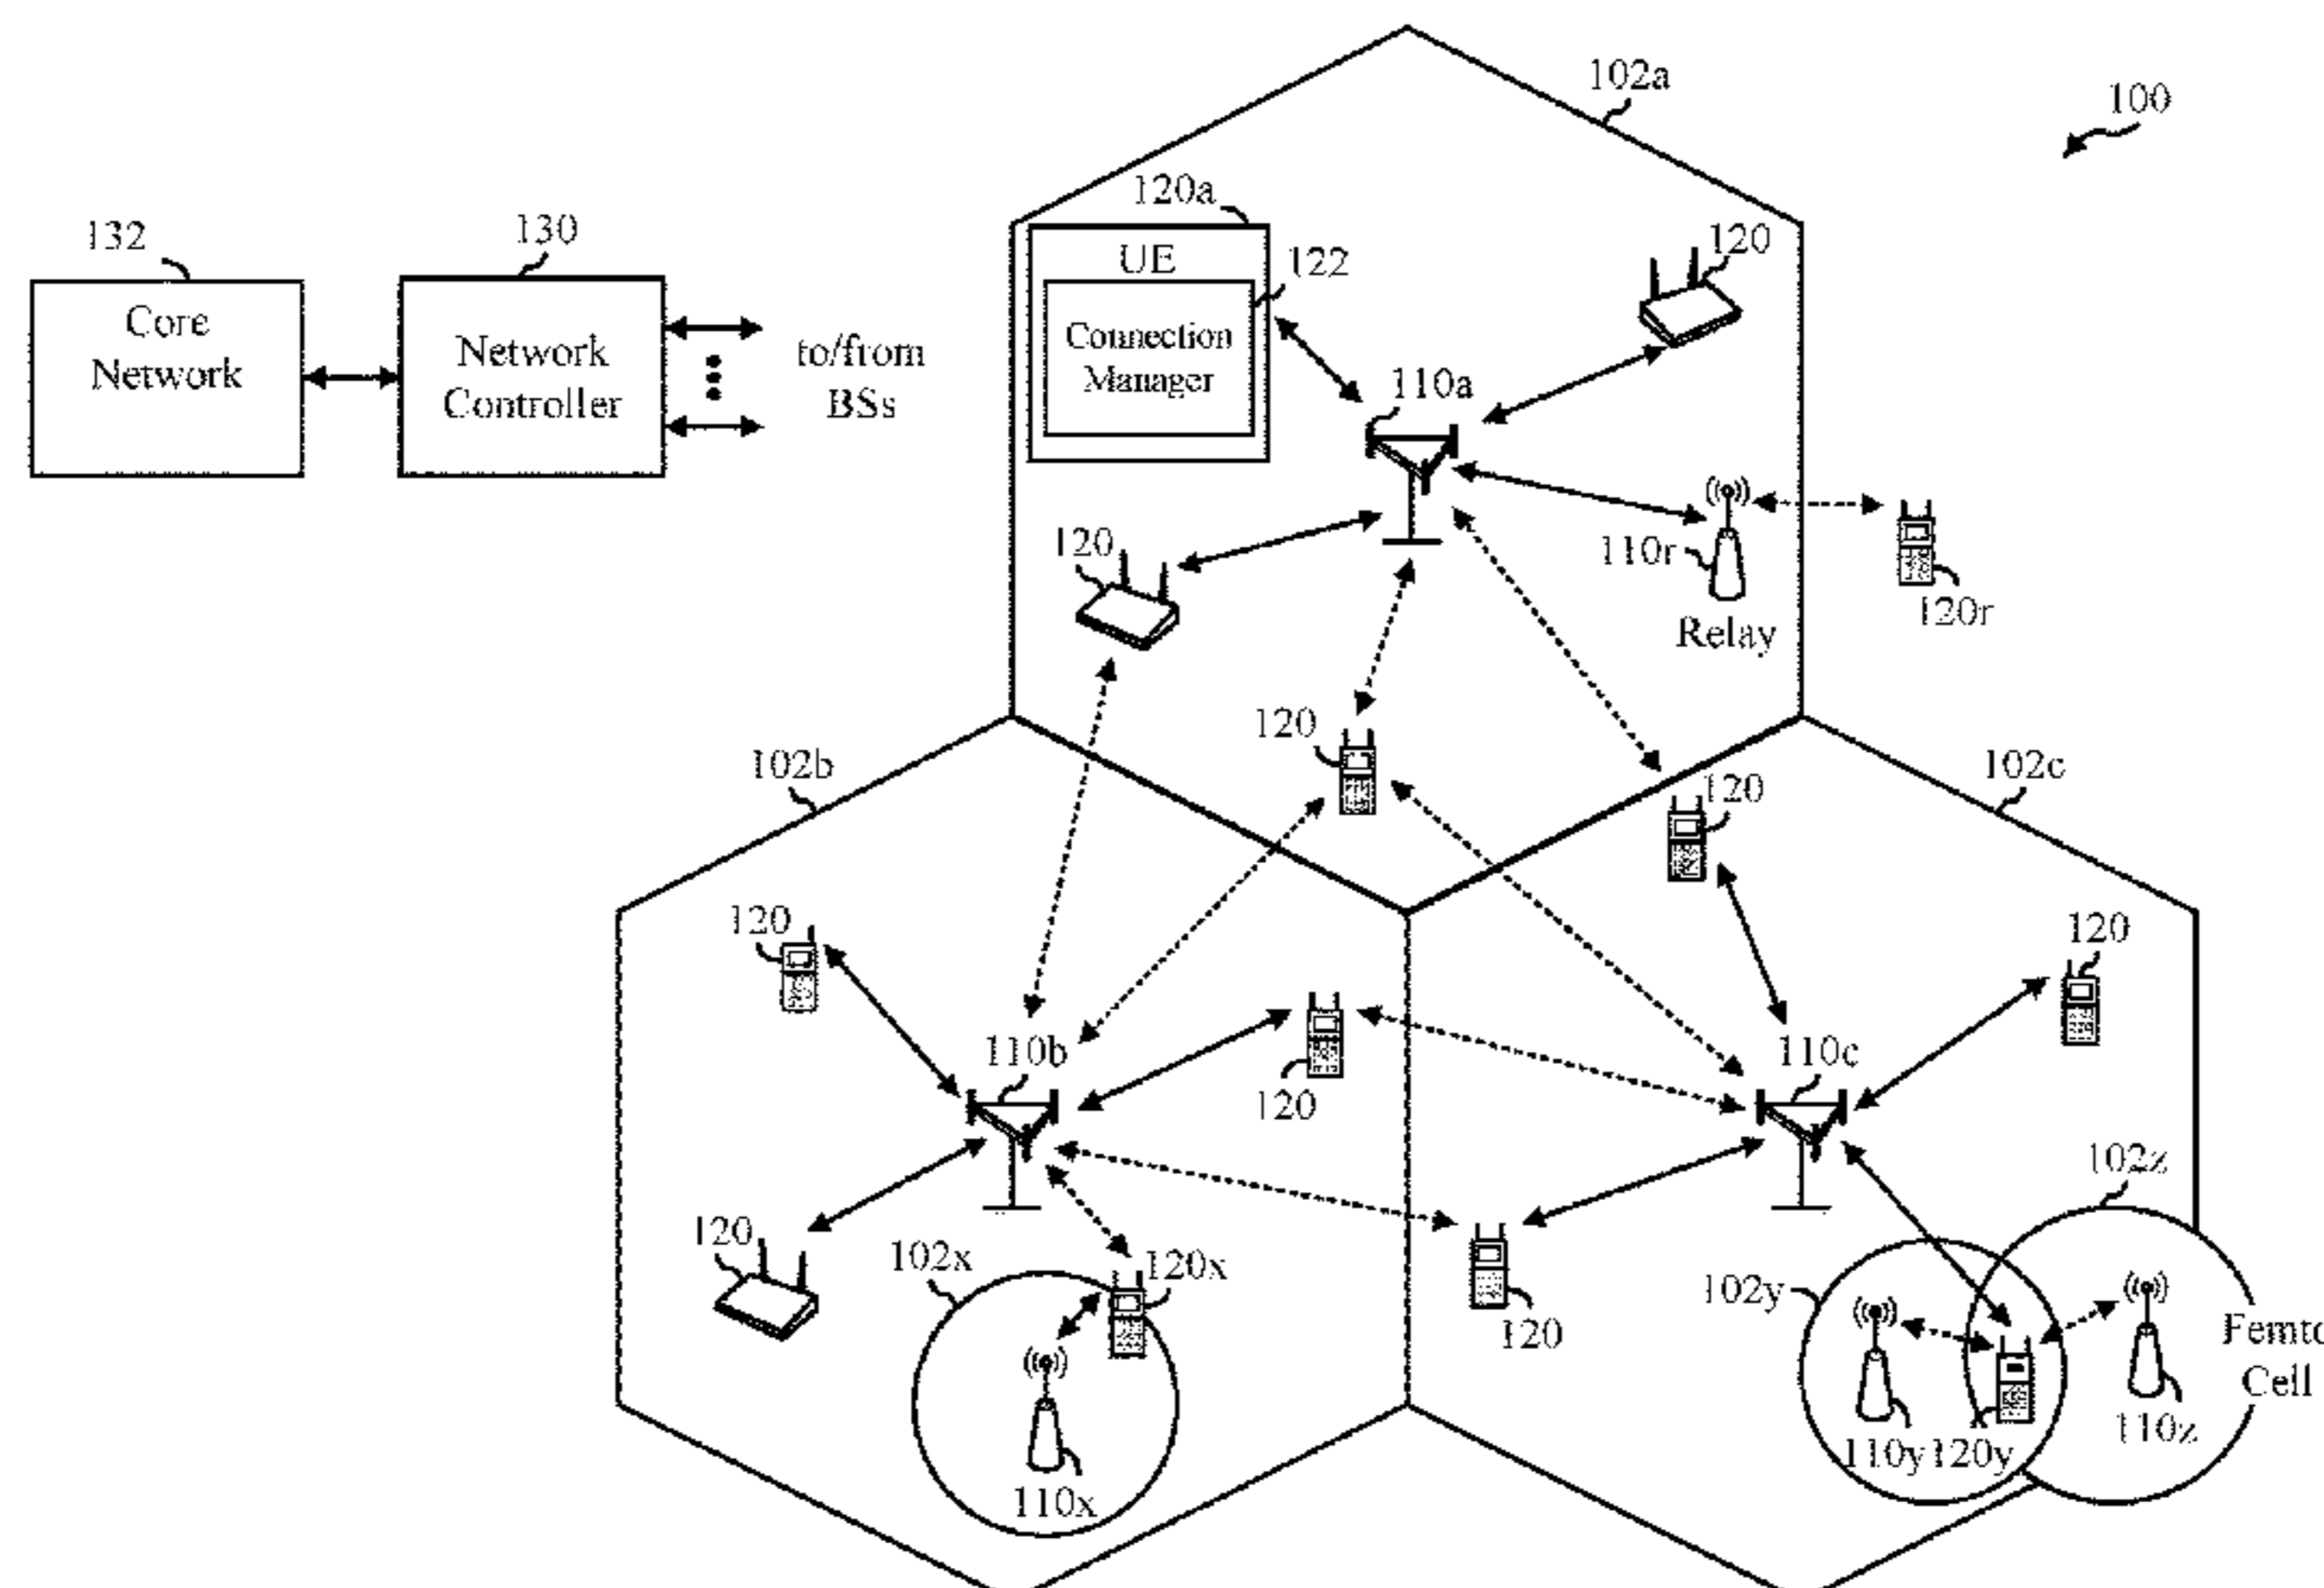 102a
100
120a
132
130
UE
122
120
Core
Network
Network
Controller
to/from
BSs
Connection
Manager
110a
120
110r
120r
Relay
120
102b
102c
120
120
120
110b
110c
120
102z
120
102x
120x
102y
120
Femto
Cell
110y
120y
110z
110x